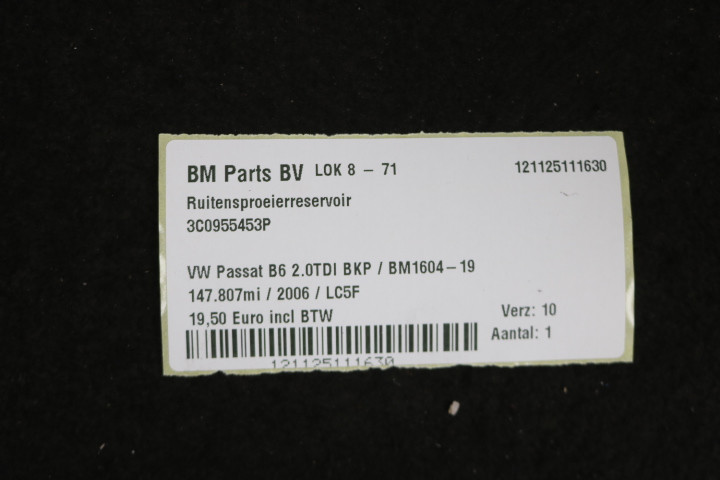 BM Parts BV LOK 8 – 71 121125111630
Ruitensproeierreservoir
3C0955453P
VW Passat B6 2.0TDI BKP / BM1604–19
147.807mi / 2006 / LC5F
19,50 Euro incl BTW
Verz: 10
Aantal: 1
121125111630